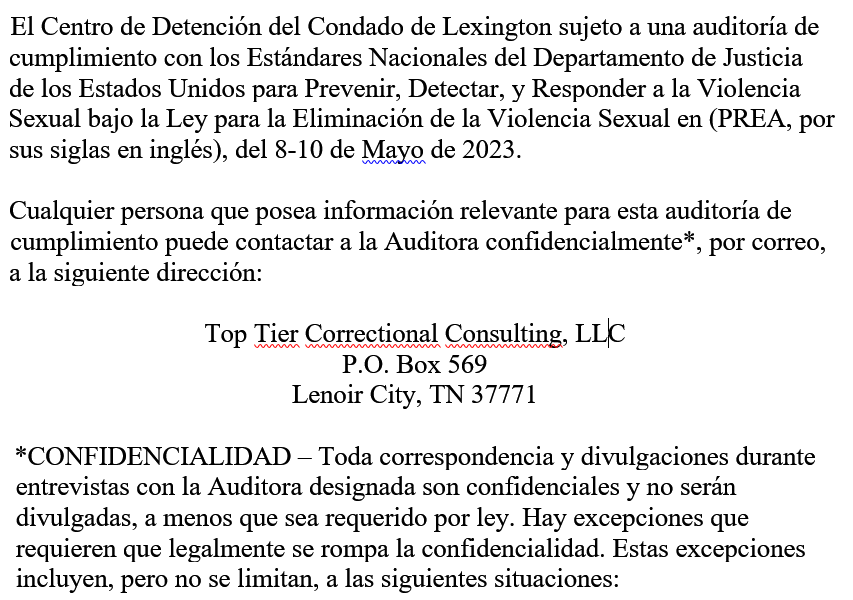 El Centro de Detención del Condado de Lexington sujeto a una auditoría de
cumplimiento con los Estándares Nacionales del Departamento de Justicia
de los Estados Unidos para Prevenir, Detectar, y Responder a la Violencia
Sexual bajo la Ley para la Eliminación de la Violencia Sexual en (PREA, por
sus siglas en inglés), del 8-10 de Mayo de 2023.
Cualquier persona que posea información relevante para esta auditoría de
cumplimiento puede contactar a la Auditora confidencialmente*, por correo,
a la siguiente dirección:
Top Tier Correctional Consulting, LLC
P.O. Box 569
Lenoir City, TN 37771
*CONFIDENCIALIDAD – Toda correspondencia y divulgaciones durante
entrevistas con la Auditora designada son confidenciales y no serán
divulgadas, a menos que sea requerido por ley. Hay excepciones que
requieren que legalmente se rompa la confidencialidad. Estas excepciones
incluyen, pero no se limitan, a las siguientes situaciones: